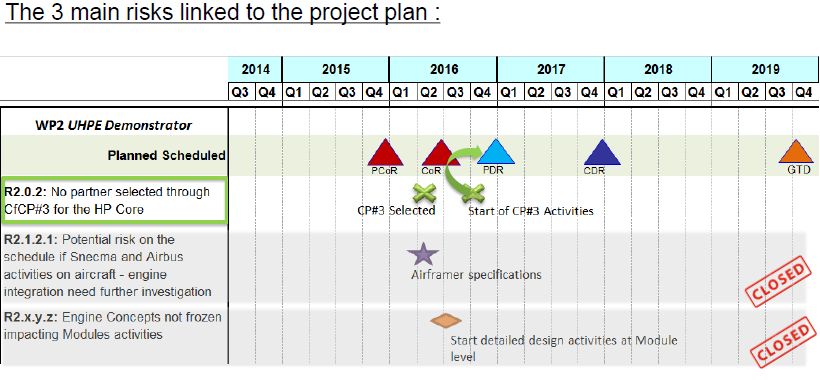 The 3 main risks linked to the project plan :
2014 2015 2016 2017 2018 2019
Q3 Q4 Q1 Q2 Q3 Q4 Q1 Q2 Q3 Q4 Q1 Q2 Q3 Q4 Q1 Q2 Q3 Q4 Q1 Q2 Q3 Q4
WP2 UHPE Demonstrator
Planned Scheduled
PCoR CoR PDR CDR GTD
R2.0.2: No partner selected through
CfCP#3 for the HP Core
CP#3 Selected Start of CP#3 Activities
R2.1.2.1: Potential risk on the
schedule if Snecma and Airbus
activities on aircraft - engine
integration need further investigation
Airframer specifications
CLOSED
R2.x.y.z: Engine Concepts not frozen
impacting Modules activities
Start detailed design activities at Module
level
CLOSED